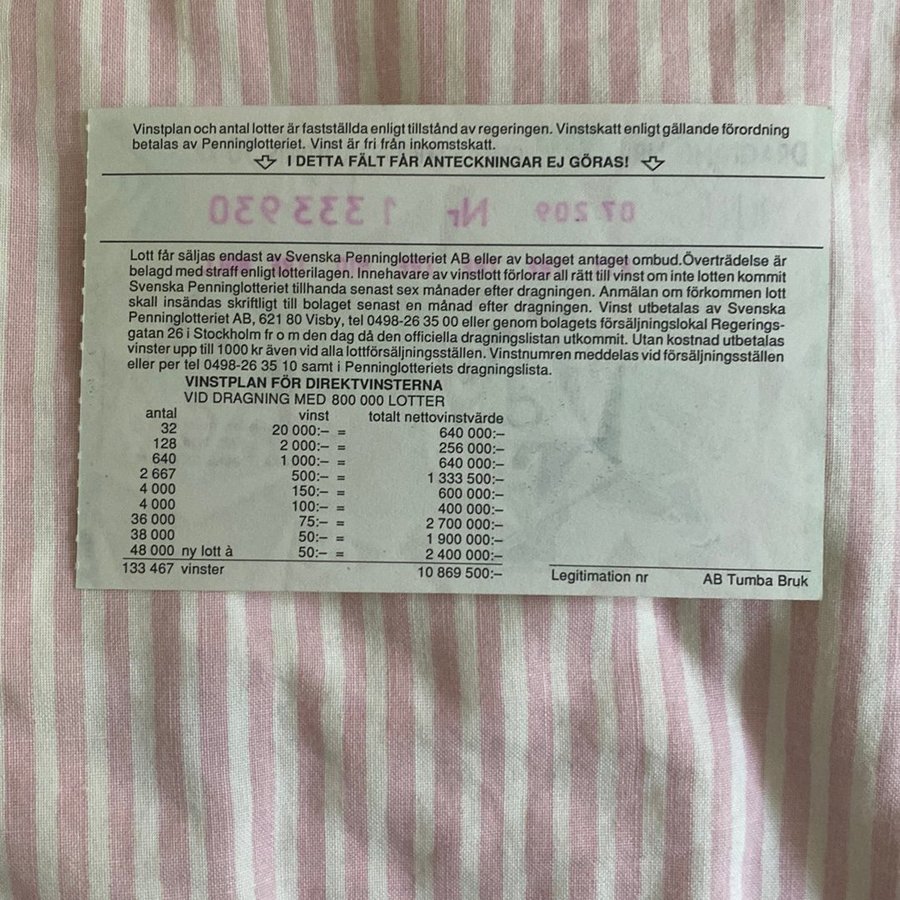 Vinstplan och antal lotter är fastställda enligt tillstånd av regeringen. Vinstskatt enligt gällande förordning
betalas av Penninglotteriet. Vinst är fri från inkomstskatt.
I DETTA FÄLT FÅR ANTECKNINGAR EJ GÖRAS!
07 209 Nr 1 333 930
Lott får säljas endast av Svenska Penninglotteriet AB eller av bolaget antaget ombud.Överträdelse är
belagd med straff enligt lotterilagen. Innehavare av vinstlott förlorar all rätt till vinst om inte lotten kommit
Svenska Penninglotteriet tillhanda senast sex månader efter dragningen. Anmälan om förkommen lott
skall insändas skriftligt till bolaget senast en månad efter dragningen. Vinst utbetalas av Svenska
Penninglotteriet AB, 621 80 Visby, tel 0498-26 35 00 eller genom bolagets försäljningslokal Regerings-
gatan 26 i Stockholm fr o m den dag då den officiella dragningslistan utkommit. Utan kostnad utbetalas
vinster upp till 1000 kr även vid alla lottförsäljningsställen. Vinstnumren meddelas vid försäljningsställen
eller per tel 0498-26 35 10 samt i Penninglotteriets dragningslista.
VINSTPLAN FÖR DIREKTVINSTERNA
VID DRAGNING MED 800 000 LOTTER
antal vinst totalt nettovinstvärde
32 20 000:– = 640 000:–
128 2 000:– = 256 000:–
640 1 000:– = 640 000:–
2 667 500:– = 1 333 500:–
4 000 150:– = 600 000:–
4 000 100:– = 400 000:–
36 000 75:– = 2 700 000:–
38 000 50:– = 1 900 000:–
48 000 ny lott à 50:– = 2 400 000:–
133 467 vinster 10 869 500:–
Legitimation nr AB Tumba Bruk